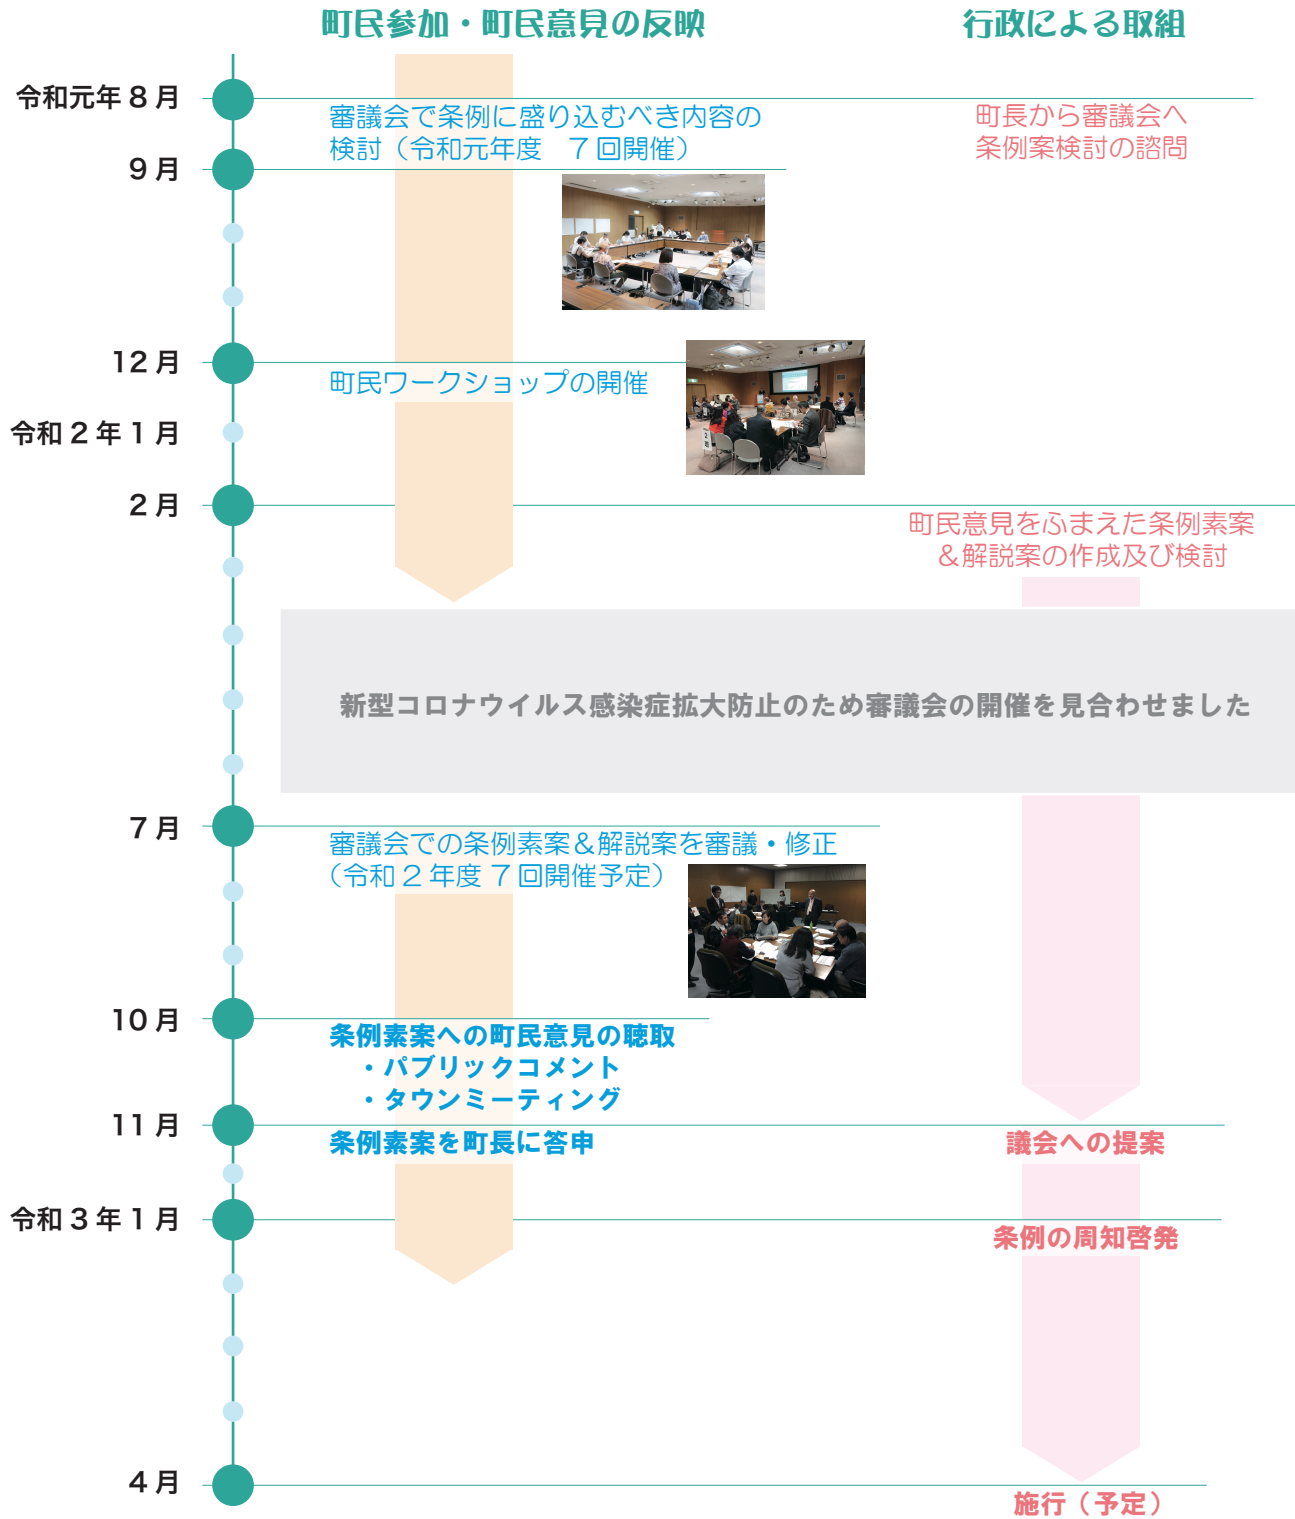 町民参加・町民意見の反映
行政による取組
令和元年8月
審議会で条例に盛り込むべき内容の
検討（令和元年度　7回開催）
町長から審議会へ
条例案検討の諮問
9月
12月
町民ワークショップの開催
令和2年1月
2月
町民意見をふまえた条例素案
＆解説案の作成及び検討
新型コロナウイルス感染症拡大防止のため審議会の開催を見合わせました
7月
審議会での条例素案＆解説案を審議・修正
（令和2年度7回開催予定）
10月
条例素案への町民意見の聴取
・パブリックコメント
・タウンミーティング
11月
条例素案を町長に答申
議会への提案
令和3年1月
条例の周知啓発
4月
施行（予定）